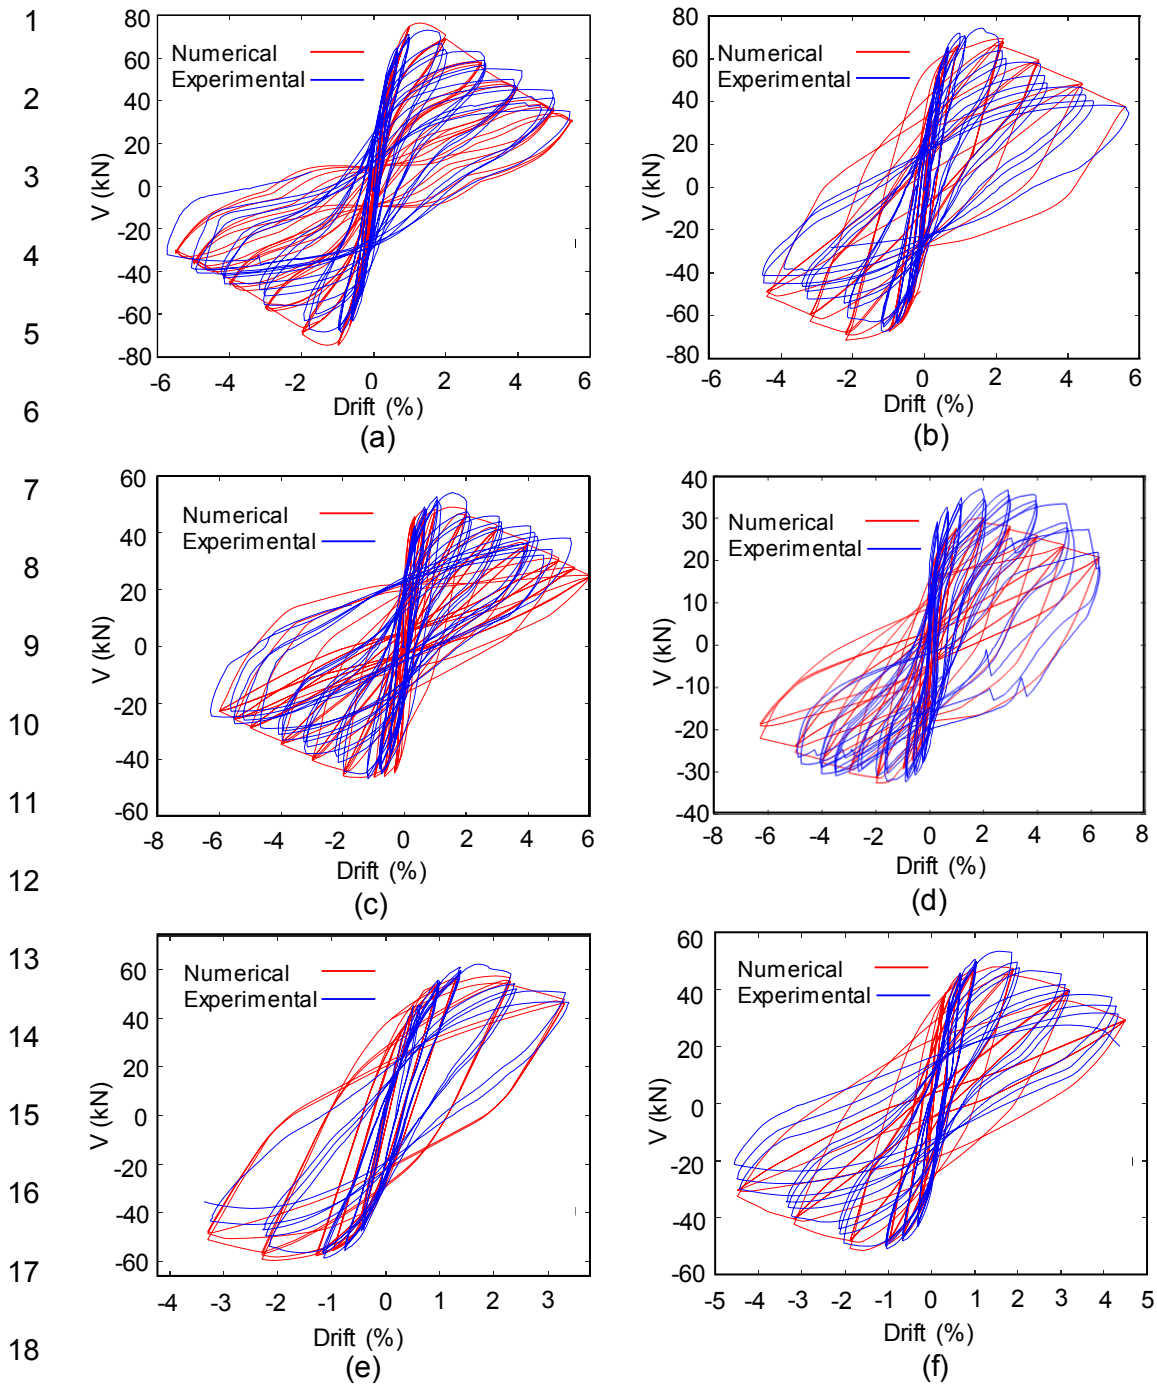 1
2
3
4
5
6
7
8
9
10
11
12
13
14
15
16
17
18
Numerical
Experimental
V (kN)
80
60
40
20
0
-20
-40
-60
-80
-6 -4 -2 0 2 4 6
Drift (%)
(a)
Numerical
Experimental
V (kN)
80
60
40
20
0
-20
-40
-60
-80
-6 -4 -2 0 2 4 6
Drift (%)
(b)
Numerical
Experimental
V (kN)
60
40
20
0
-20
-40
-60
-8 -6 -4 -2 0 2 4 6
Drift (%)
(c)
Numerical
Experimental
V (kN)
40
30
20
10
0
-10
-20
-30
-40
-8 -6 -4 -2 0 2 4 6 8
Drift (%)
(d)
Numerical
Experimental
V (kN)
60
40
20
0
-20
-40
-60
-4 -3 -2 -1 0 1 2 3
Drift (%)
(e)
Numerical
Experimental
V (kN)
60
40
20
0
-20
-40
-60
-5 -4 -3 -2 -1 0 1 2 3 4 5
Drift (%)
(f)